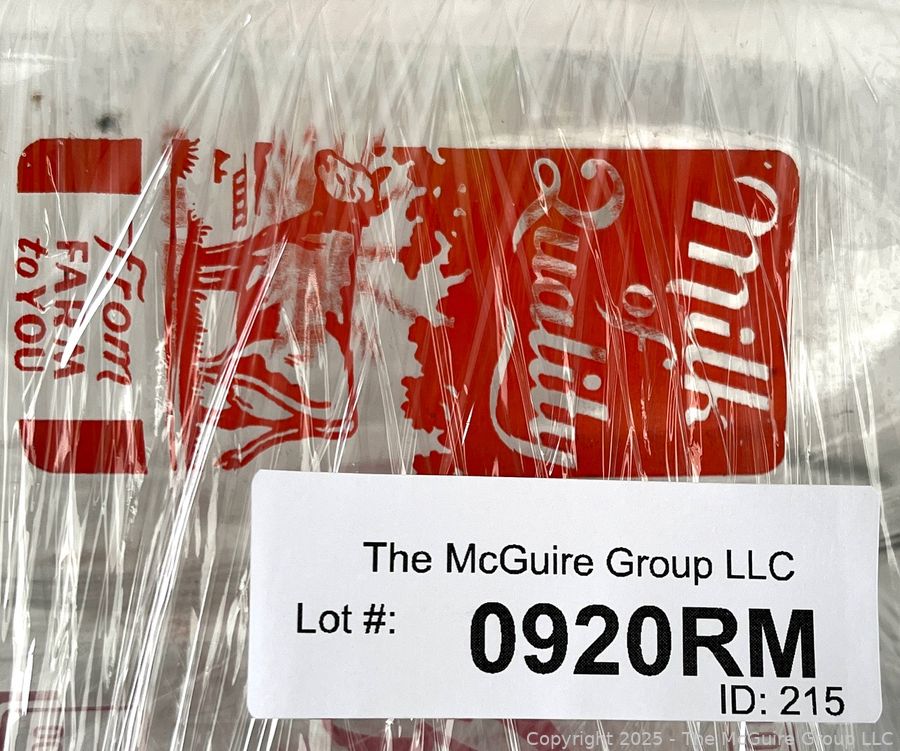 Milk
of
Quality
From
FARM
to YOU
The McGuire Group LLC
Lot #: 0920RM
ID: 215
Copyright 2025 - The McGuire Group LLC